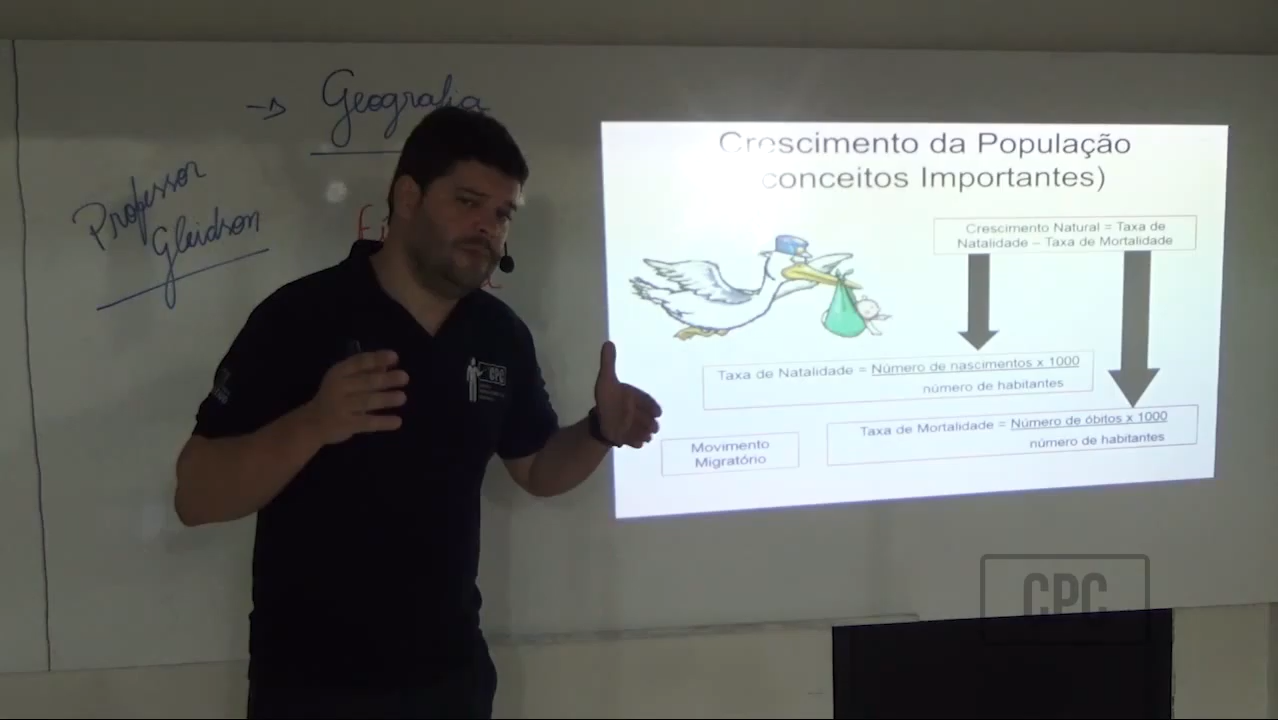 → Geografia
Professor
Gleidson
Crescimento da População
conceitos Importantes)
Crescimento Natural = Taxa de
Natalidade – Taxa de Mortalidade
Taxa de Natalidade = Número de nascimentos x 1000
número de habitantes
Taxa de Mortalidade = Número de óbitos x 1000
número de habitantes
Movimento
Migratório
CPC
CPC